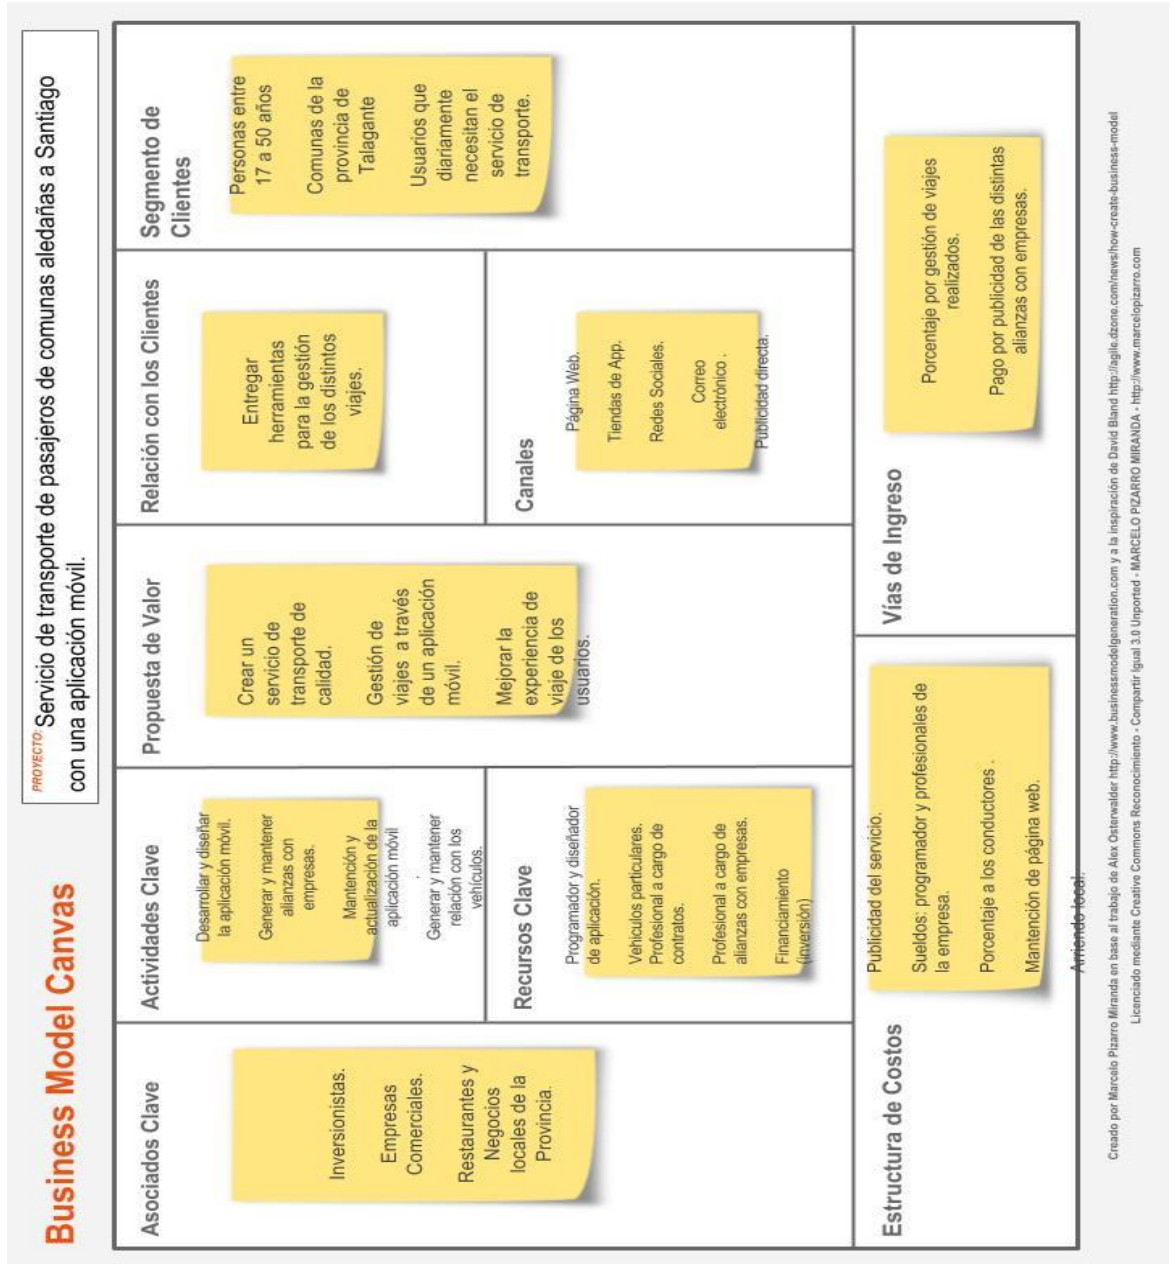 Business Model Canvas
PROYECTO: Servicio de transporte de pasajeros de comunas aledañas a Santiago
con una aplicación móvil.
Asociados Clave
Inversionistas.
Empresas
Comerciales.
Restaurantes y
Negocios
locales de la
Provincia.
Actividades Clave
Desarrollar y diseñar
la aplicación móvil.
Generar y mantener
alianzas con
empresas.
Mantención y
actualización de la
aplicación móvil
.
Generar y mantener
relación con los
vehículos.
Recursos Clave
Programador y diseñador
de aplicación.
Vehículos particulares.
Profesional a cargo de
contratos.
Profesional a cargo de
alianzas con empresas.
Financiamiento
(inversión)
Propuesta de Valor
Crear un
servicio de
transporte de
calidad.
Gestión de
viajes a través
de un aplicación
móvil.
Mejorar la
experiencia de
viaje de los
usuarios.
Relación con los Clientes
Entregar
herramientas
para la gestión
de los distintos
viajes.
Canales
Página Web.
Tiendas de App.
Redes Sociales.
Correo
electrónico .
Publicidad directa.
Segmento de
Clientes
Personas entre
17 a 50 años
Comunas de la
provincia de
Talagante
Usuarios que
diariamente
necesitan el
servicio de
transporte.
Estructura de Costos
Publicidad del servicio.
Sueldos: programador y profesionales de
la empresa.
Porcentaje a los conductores .
Mantención de página web.
Arriendo local.
Vías de Ingreso
Porcentaje por gestión de viajes
realizados.
Pago por publicidad de las distintas
alianzas con empresas.
Creado por Marcelo Pizarro Miranda en base al trabajo de Alex Osterwalder http://www.businessmodelgeneration.com y a la inspiración de David Bland http://agile.dzone.com/news/how-create-business-model
Licenciado mediante Creative Commons Reconocimiento - Compartir Igual 3.0 Unported - MARCELO PIZARRO MIRANDA - http://www.marcelopizarro.com